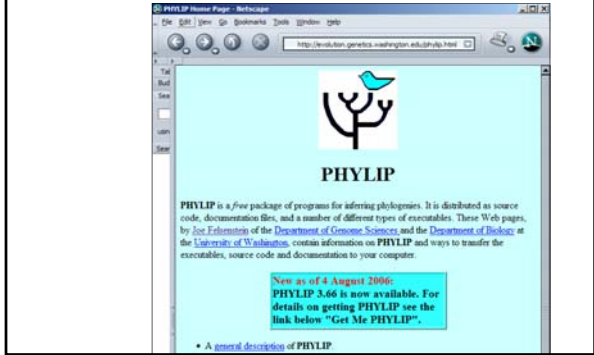 PHYLIP Home Page - Netscape
File Edit View Go Bookmarks Tools Window Help
http://evolution.genetics.washington.edu/phylip.html
Sea
PHYLIP
PHYLIP is a free package of programs for inferring phylogenies. It is distributed as source
code, documentation files, and a number of different types of executables. These Web pages,
by Joe Felsenstein of the Department of Genome Sciences and the Department of Biology at
the University of Washington, contain information on PHYLIP and ways to transfer the
executables, source code and documentation to your computer.
New as of 4 August 2006:
PHYLIP 3.66 is now available. For
details on getting PHYLIP see the
link below "Get Me PHYLIP".
• A general description of PHYLIP.